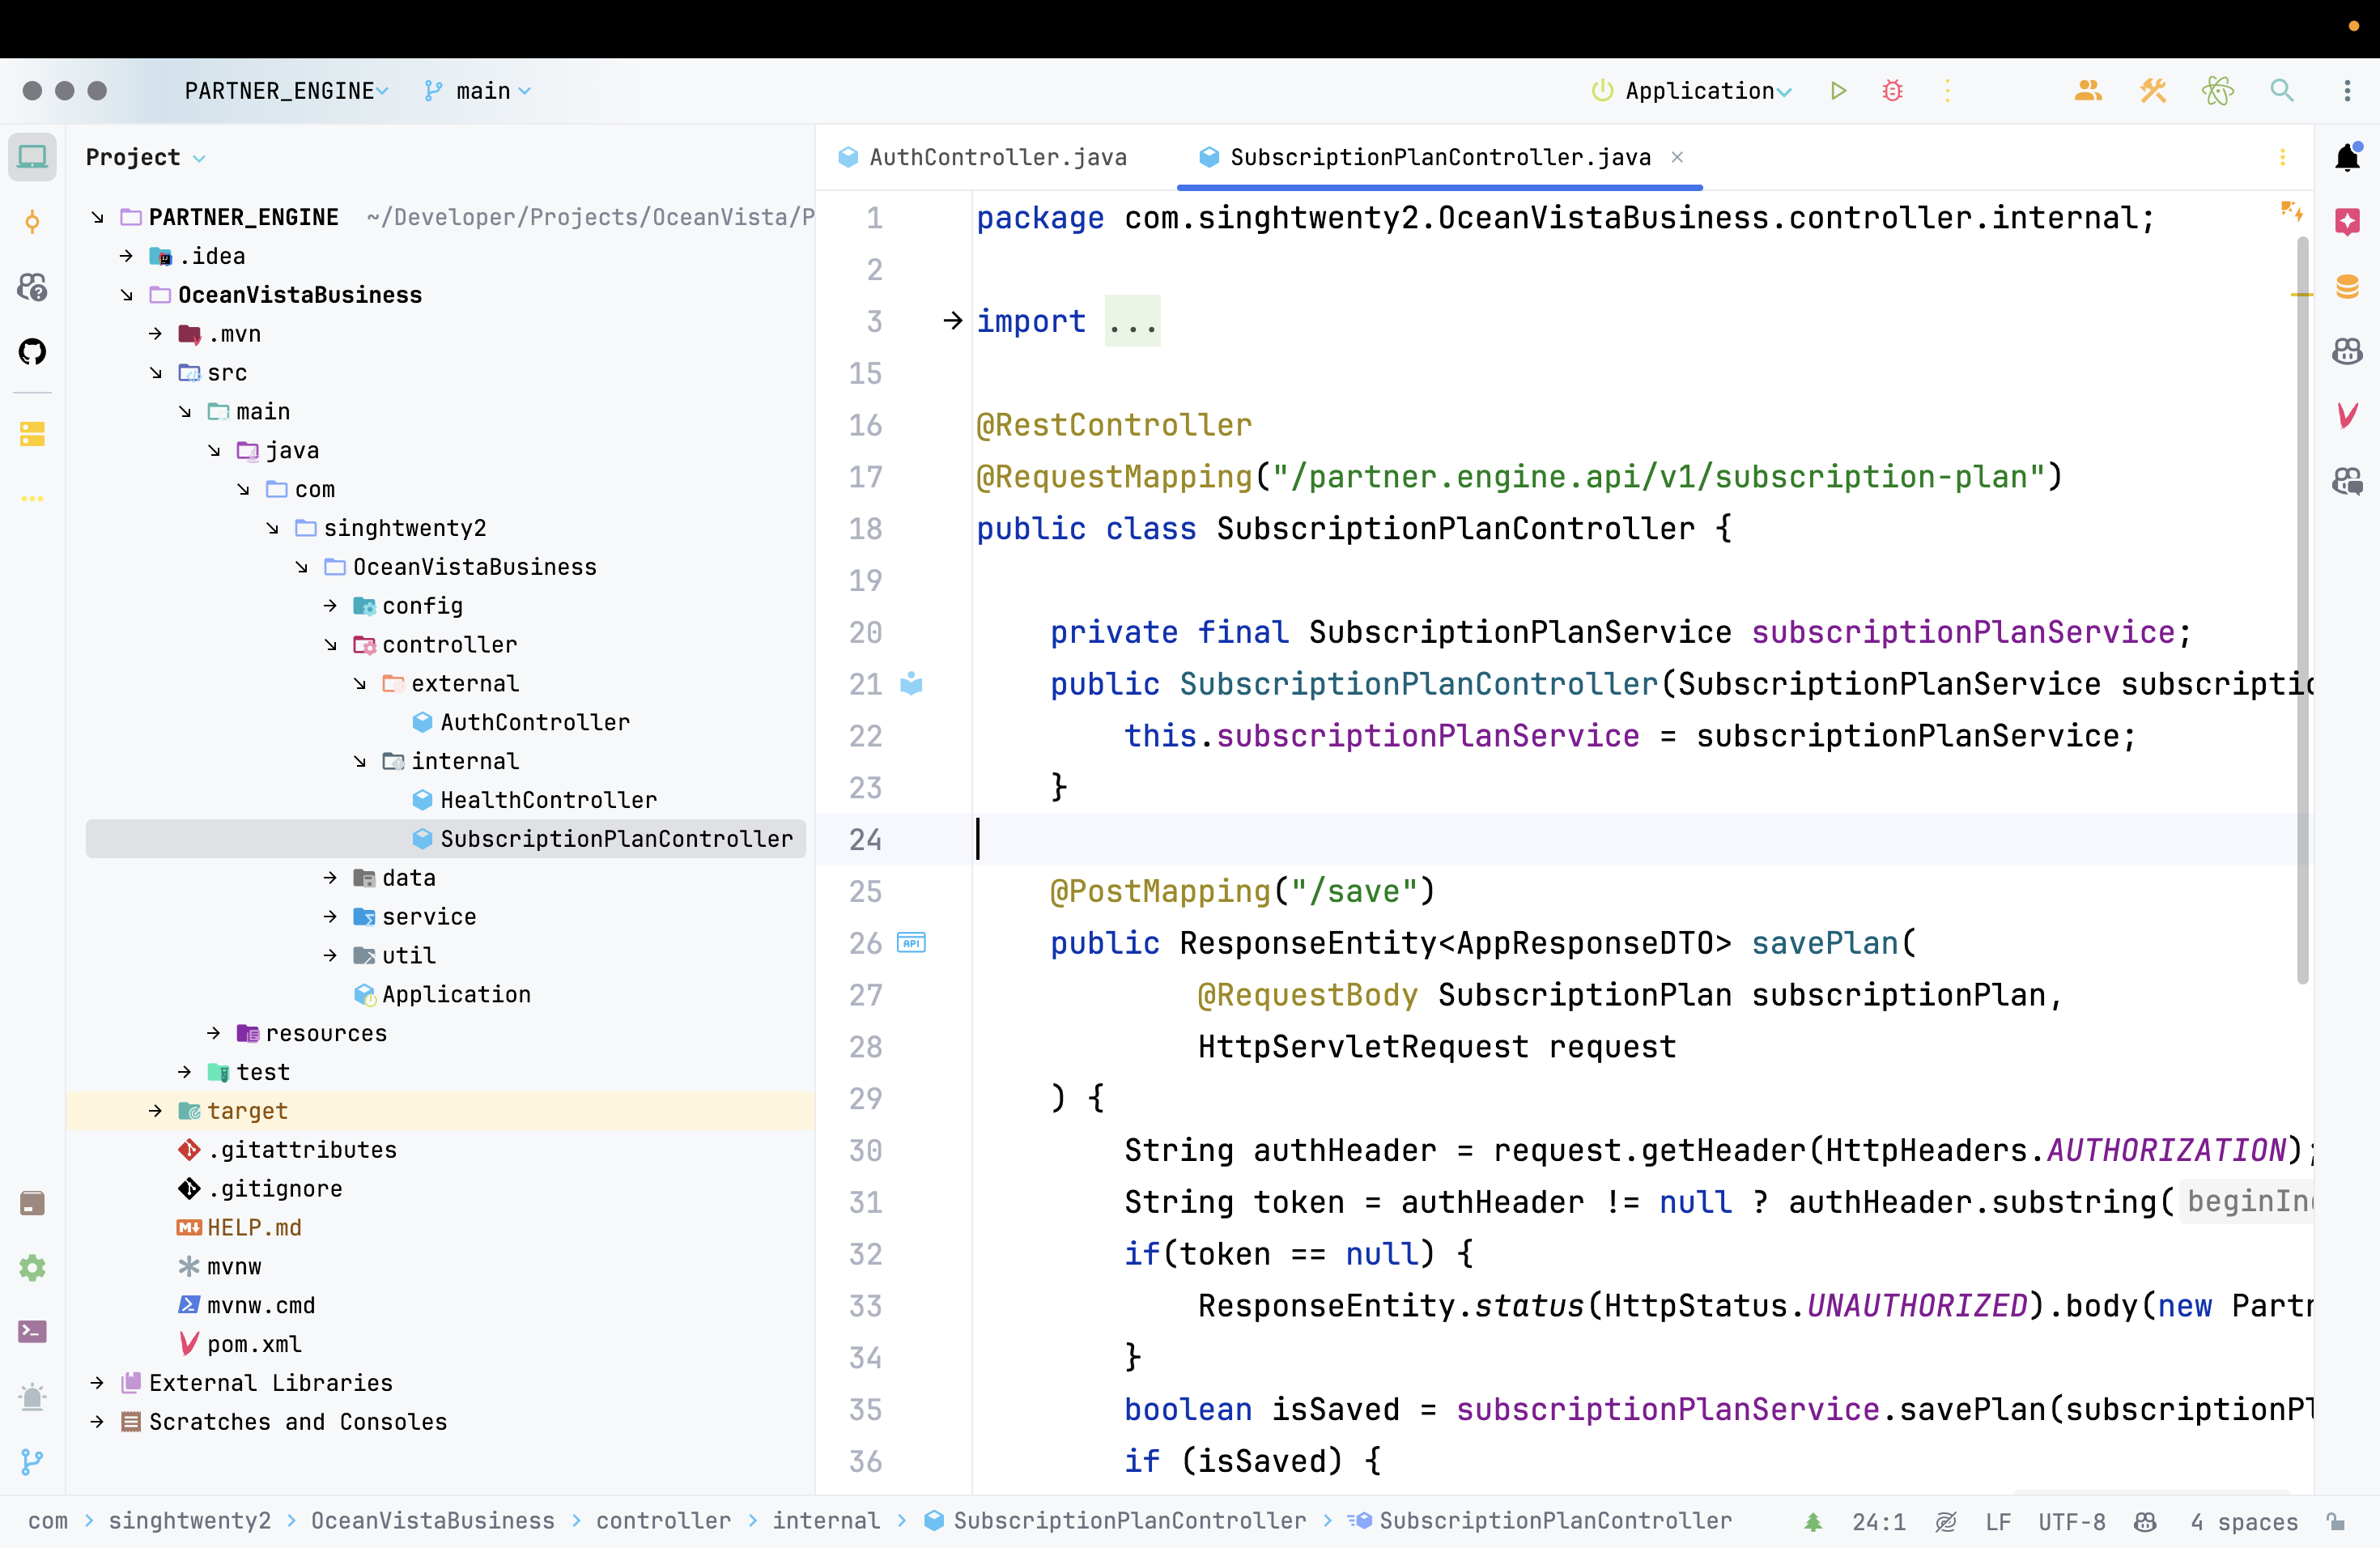 PARTNER_ENGINE main Application
Project
PARTNER_ENGINE ~/Developer/Projects/OceanVista/P
.idea
OceanVistaBusiness
.mvn
src
main
java
com
singhtwenty2
OceanVistaBusiness
config
controller
external
AuthController
internal
HealthController
SubscriptionPlanController
data
service
util
Application
resources
test
target
.gitattributes
.gitignore
HELP.md
mvnw
mvnw.cmd
pom.xml
External Libraries
Scratches and Consoles
AuthController.java SubscriptionPlanController.java
1 package com.singhtwenty2.OceanVistaBusiness.controller.internal;
2
3 import ...
15
16 @RestController
17 @RequestMapping("/partner.engine.api/v1/subscription-plan")
18 public class SubscriptionPlanController {
19
20 private final SubscriptionPlanService subscriptionPlanService;
21 public SubscriptionPlanController(SubscriptionPlanService subscriptio
22 this.subscriptionPlanService = subscriptionPlanService;
23 }
24
25 @PostMapping("/save")
26 API public ResponseEntity<AppResponseDTO> savePlan(
27 @RequestBody SubscriptionPlan subscriptionPlan,
28 HttpServletRequest request
29 ) {
30 String authHeader = request.getHeader(HttpHeaders.AUTHORIZATION);
31 String token = authHeader != null ? authHeader.substring( beginInd
32 if(token == null) {
33 ResponseEntity.status(HttpStatus.UNAUTHORIZED).body(new Partn
34 }
35 boolean isSaved = subscriptionPlanService.savePlan(subscriptionPl
36 if (isSaved) {
com singhtwenty2 OceanVistaBusiness controller internal SubscriptionPlanController SubscriptionPlanController 24:1 LF UTF-8 4 spaces